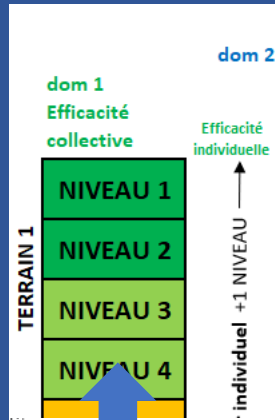 dom 2
dom 1
Efficacité
collective
Efficacité
individuelle
TERRAIN 1
NIVEAU 1
NIVEAU 2
NIVEAU 3
NIVEAU 4
individuel +1 NIVEAU